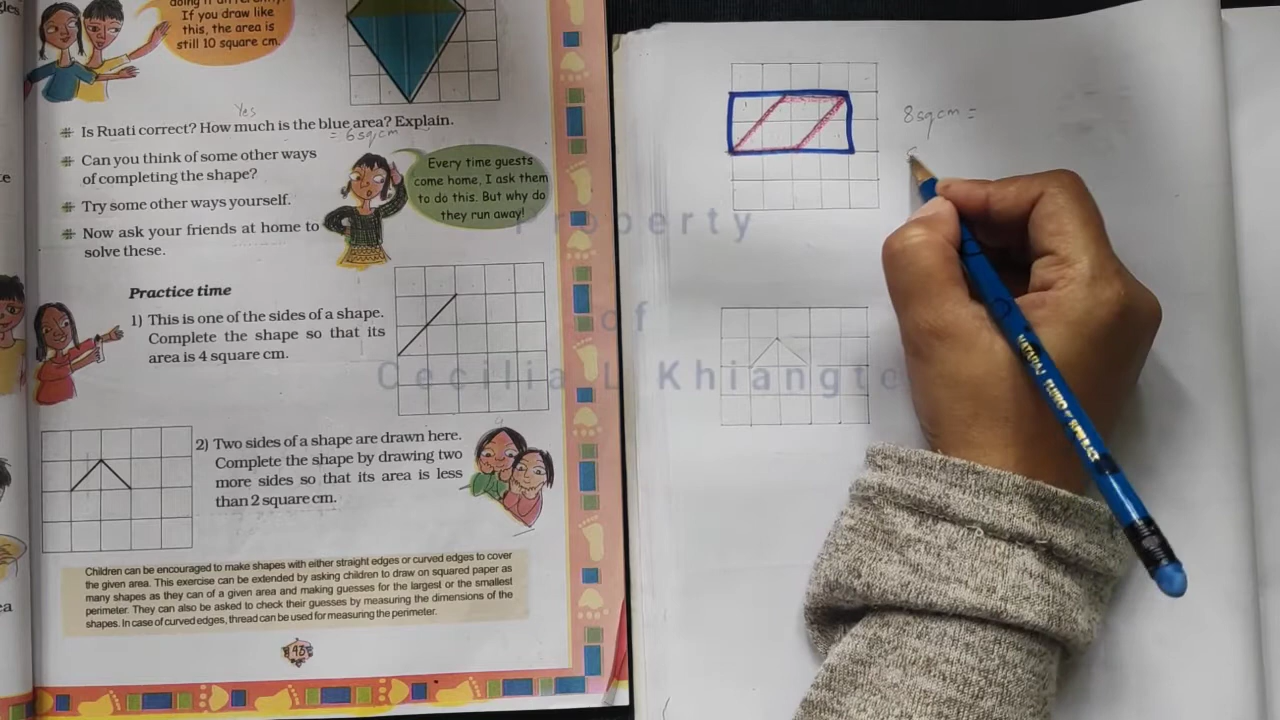 If you draw like
this, the area is
still 10 square cm.
Yes
Is Ruati correct? How much is the blue area? Explain.
= 6 sq cm
Can you think of some other ways
of completing the shape?
Try some other ways yourself.
Now ask your friends at home to
solve these.
Every time guests
come home, I ask them
to do this. But why do
they run away!
Practice time
1) This is one of the sides of a shape.
Complete the shape so that its
area is 4 square cm.
2) Two sides of a shape are drawn here.
Complete the shape by drawing two
more sides so that its area is less
than 2 square cm.
Children can be encouraged to make shapes with either straight edges or curved edges to cover
the given area. This exercise can be extended by asking children to draw on squared paper as
many shapes as they can of a given area and making guesses for the largest or the smallest
perimeter. They can also be asked to check their guesses by measuring the dimensions of the
shapes. In case of curved edges, thread can be used for measuring the perimeter.
8 sq cm =
Property
of
Cecilia L Khiangte
NATARAJ